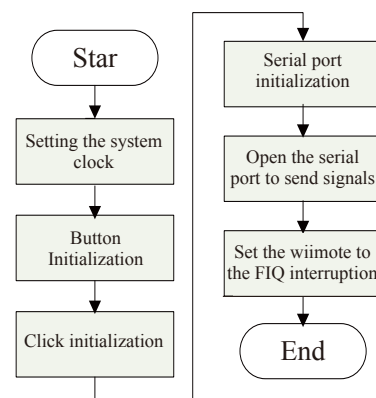 Star
Setting the system
clock
Button
Initialization
Click initialization
Serial port
initialization
Open the serial
port to send signals
Set the wiimote to
the FIQ interruption
End